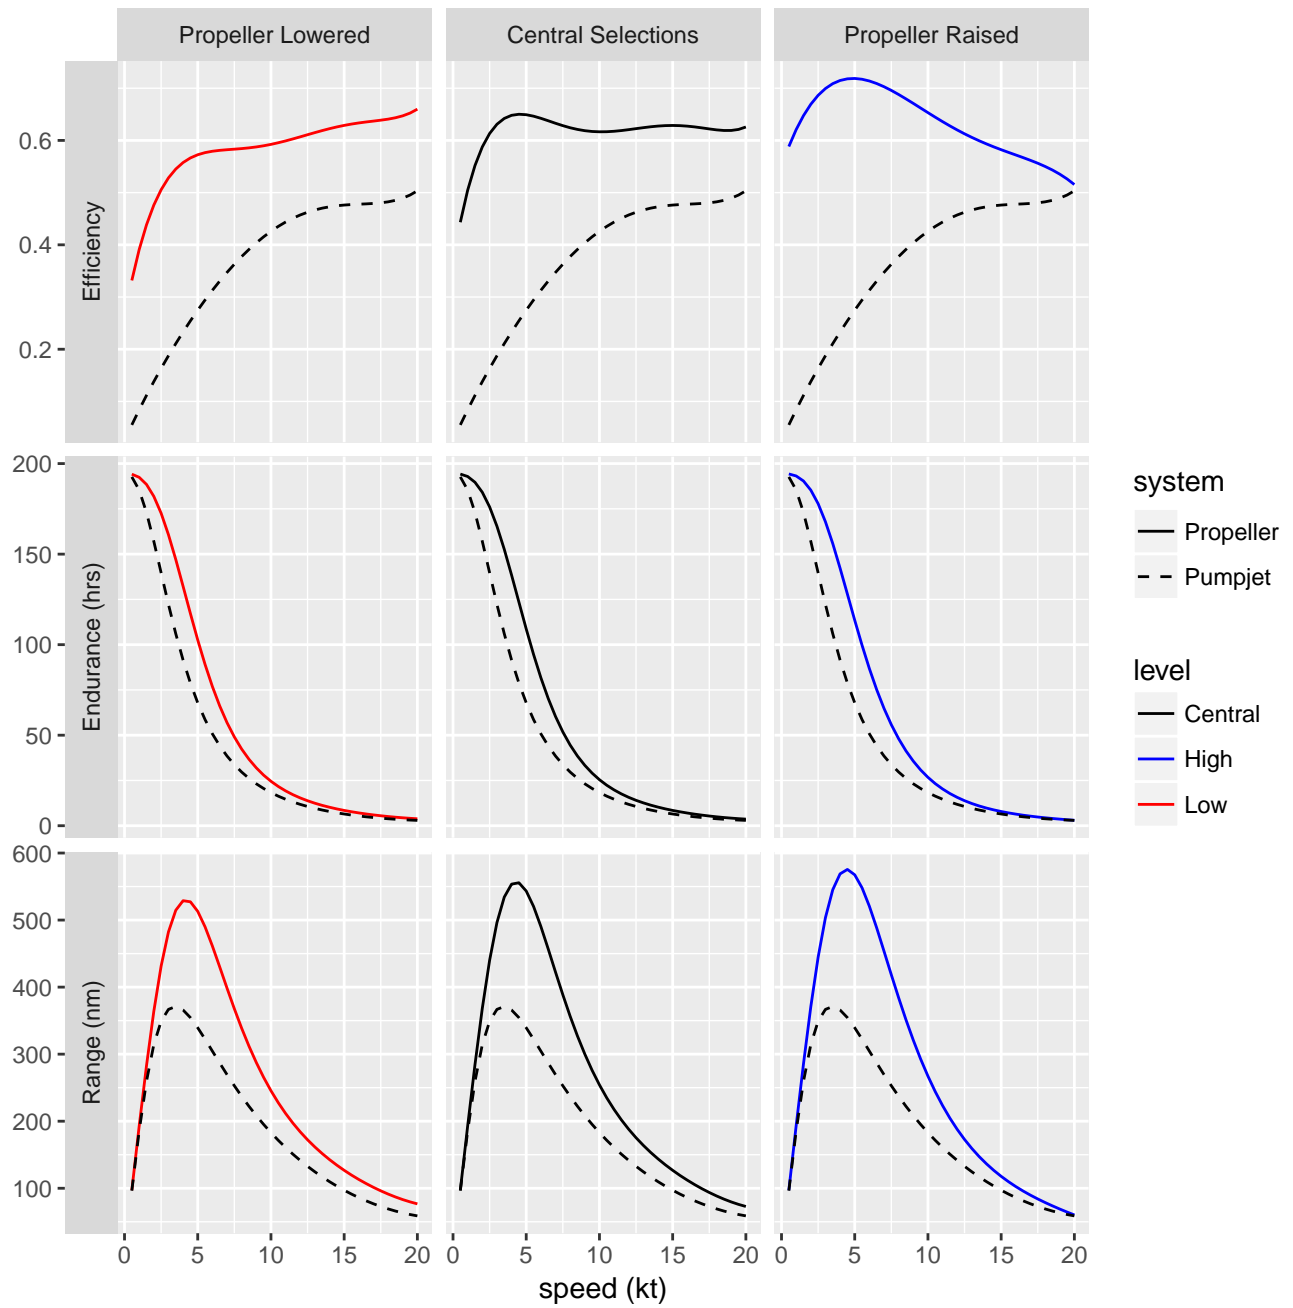 Propeller Lowered
Central Selections
Propeller Raised
Efficiency
0.6
0.4
0.2
Endurance (hrs)
200
150
100
50
0
Range (nm)
600
500
400
300
200
100
0 5 10 15 20
0 5 10 15 20
0 5 10 15 20
speed (kt)
system
Propeller
Pumpjet
level
Central
High
Low